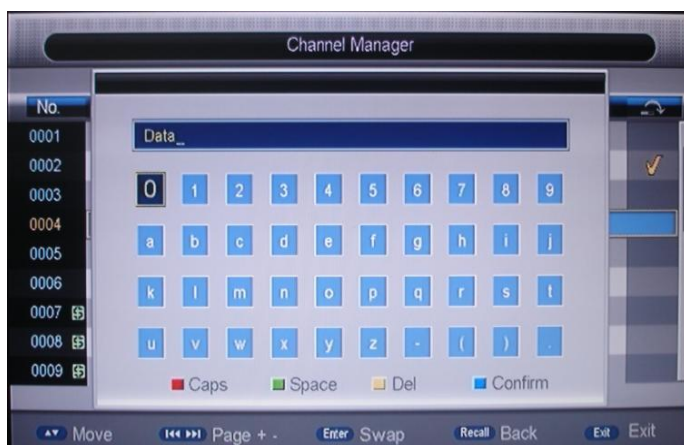 Channel Manager
No.
0001
0002
0003
0004
0005
0006
0007 $
0008 $
0009 $
Data_
0 1 2 3 4 5 6 7 8 9
a b c d e f g h i j
k l m n o p q r s t
u v w x y z - ( ) .
Caps Space Del Confirm
Move Page + - Enter Swap Recall Back Exit Exit